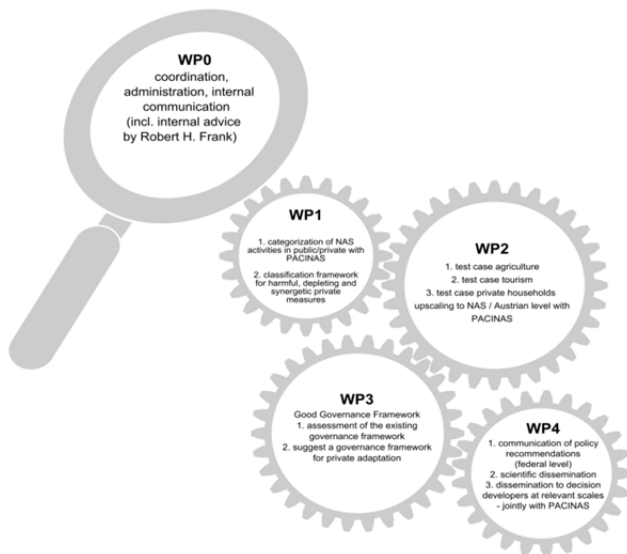 WP0
coordination,
administration, internal
communication
(incl. internal advice
by Robert H. Frank)
WP1
1. categorization of NAS
activities in public/private with
PACINAS
2. classification framework
for harmful, depleting and
synergetic private
measures
WP2
1. test case agriculture
2. test case tourism
3. test case private households
upscaling to NAS / Austrian level with
PACINAS
WP3
Good Governance Framework
1. assessment of the existing
governance framework
2. suggest a governance framework
for private adaptation
WP4
1. communication of policy
recommendations
(federal level)
2. scientific dissemination
3. dissemination to decision
developers at relevant scales
- jointly with PACINAS